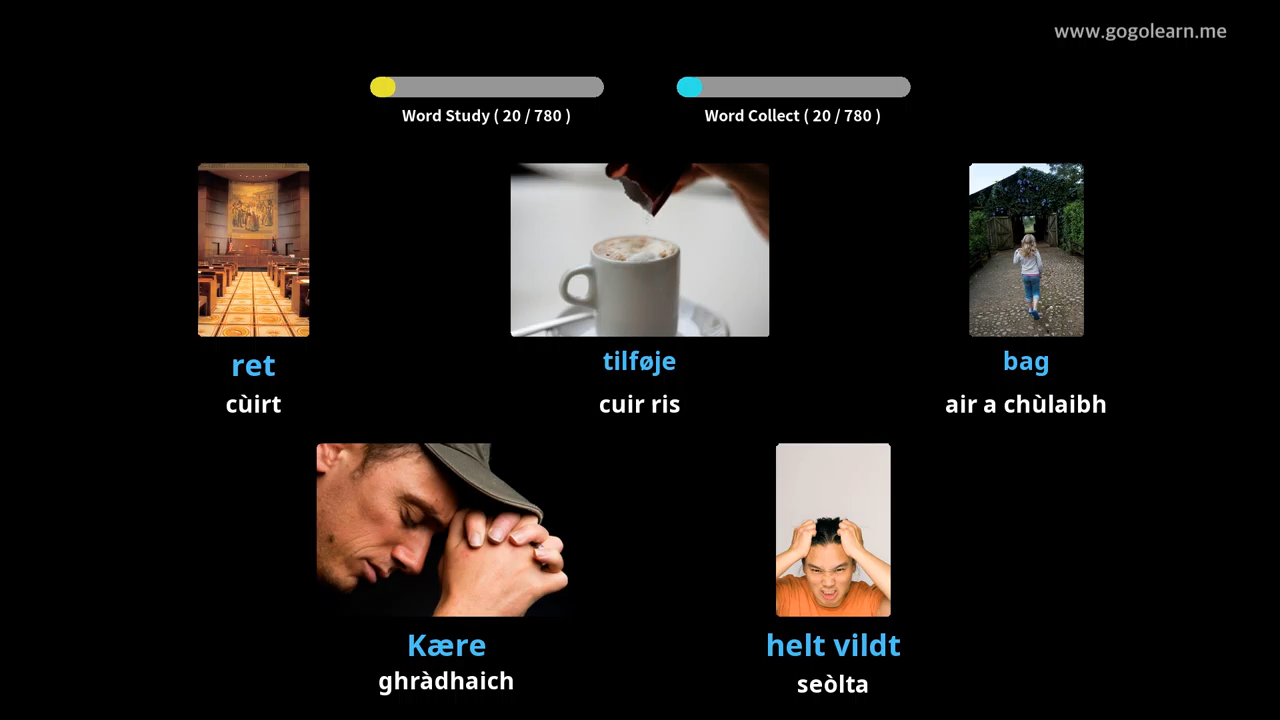 www.gogolearn.me
Word Study ( 20 / 780 )
Word Collect ( 20 / 780 )
ret
cùirt
tilføje
cuir ris
bag
air a chùlaibh
Kære
ghràdhaich
helt vildt
seòlta